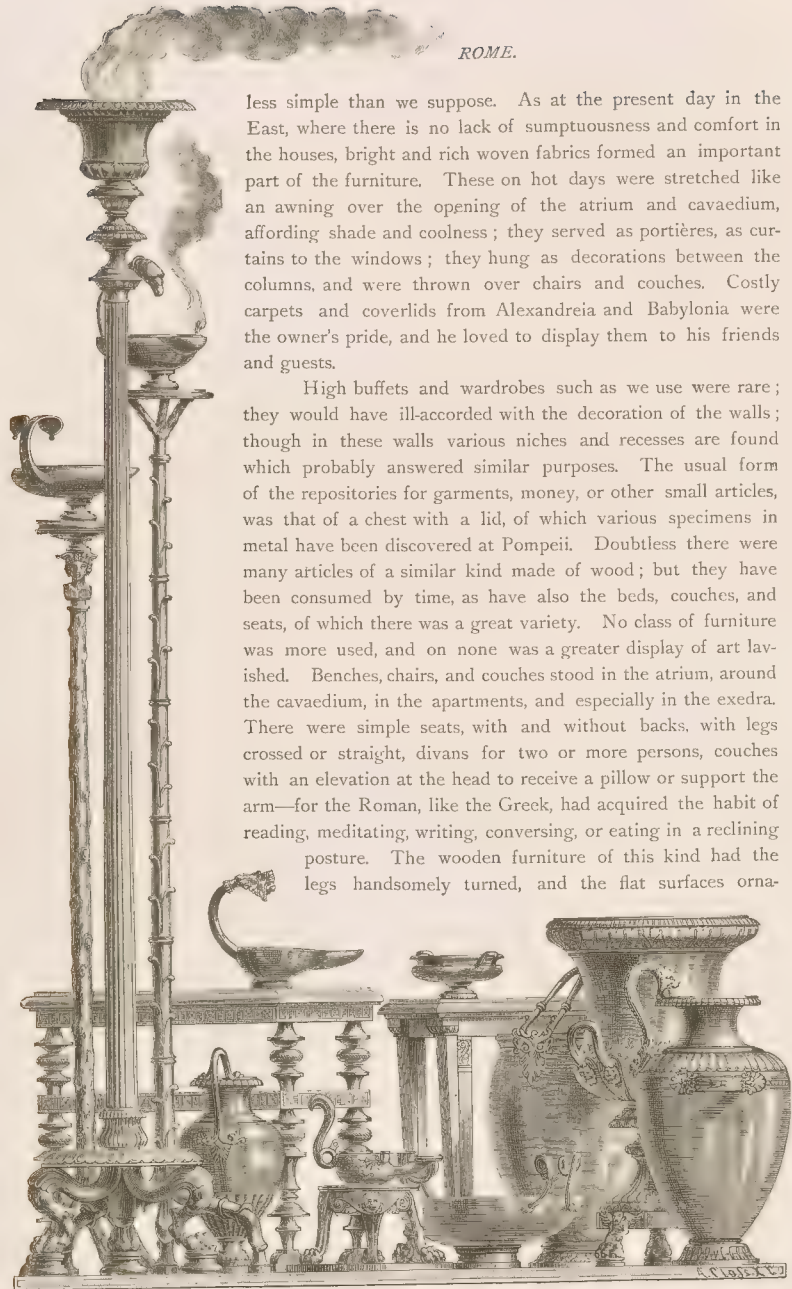 ROME.
less simple than we suppose. As at the present day in the
East, where there is no lack of sumptuousness and comfort in
the houses, bright and rich woven fabrics formed an important
part of the furniture. These on hot days were stretched like
an awning over the opening of the atrium and cavaedium,
affording shade and coolness; they served as portières, as cur-
tains to the windows; they hung as decorations between the
columns, and were thrown over chairs and couches. Costly
carpets and coverlids from Alexandreia and Babylonia were
the owner's pride, and he loved to display them to his friends
and guests.
High buffets and wardrobes such as we use were rare;
they would have ill-accorded with the decoration of the walls;
though in these walls various niches and recesses are found
which probably answered similar purposes. The usual form
of the repositories for garments, money, or other small articles,
was that of a chest with a lid, of which various specimens in
metal have been discovered at Pompeii. Doubtless there were
many articles of a similar kind made of wood; but they have
been consumed by time, as have also the beds, couches, and
seats, of which there was a great variety. No class of furniture
was more used, and on none was a greater display of art lav-
ished. Benches, chairs, and couches stood in the atrium, around
the cavaedium, in the apartments, and especially in the exedra.
There were simple seats, with and without backs, with legs
crossed or straight, divans for two or more persons, couches
with an elevation at the head to receive a pillow or support the
arm—for the Roman, like the Greek, had acquired the habit of
reading, meditating, writing, conversing, or eating in a reclining
posture. The wooden furniture of this kind had the
legs handsomely turned, and the flat surfaces orna-